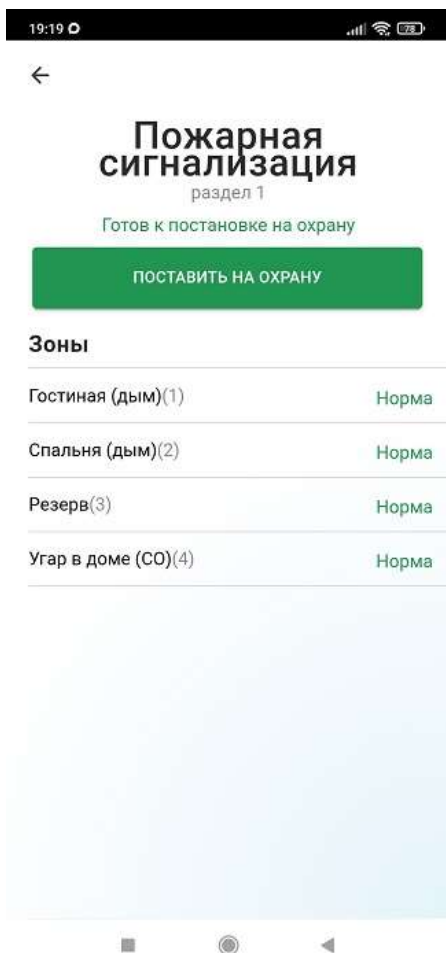 19:19
78
Пожарная
сигнализация
раздел 1
Готов к постановке на охрану
ПОСТАВИТЬ НА ОХРАНУ
Зоны
Гостиная (дым)(1) Норма
Спальня (дым)(2) Норма
Резерв(3) Норма
Угар в доме (СО)(4) Норма